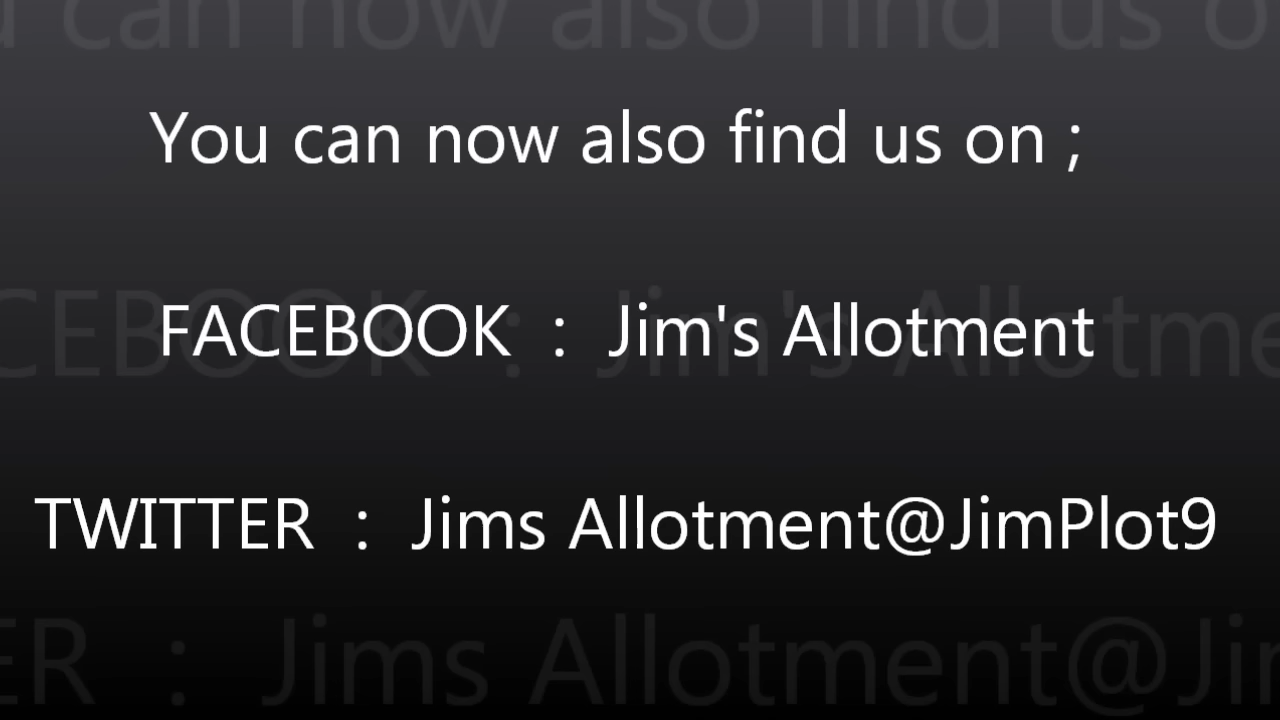 You can now also find us on ;
FACEBOOK : Jim's Allotment
TWITTER : Jims Allotment@JimPlot9